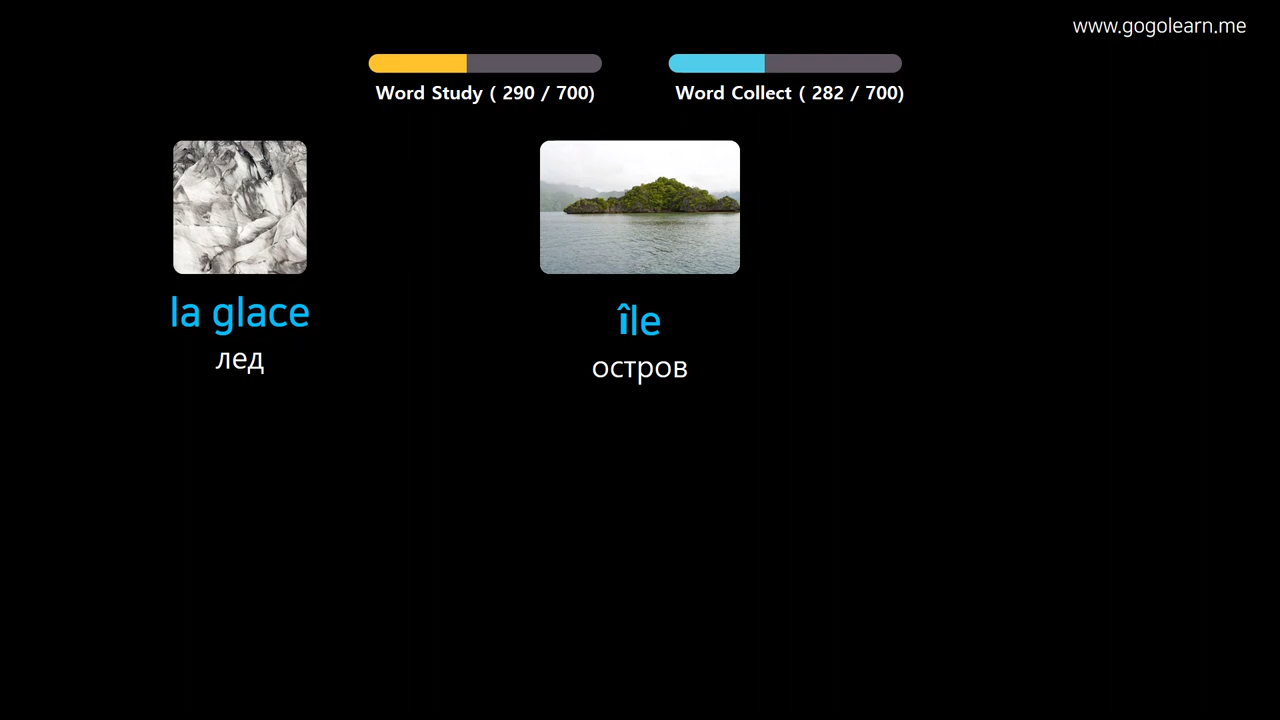 www.gogolearn.me
Word Study ( 290 / 700)
Word Collect ( 282 / 700)
la glace
лед
île
остров